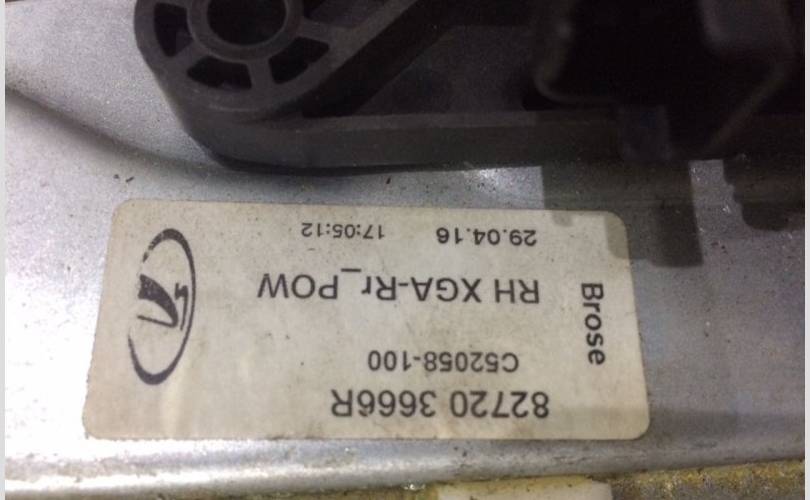 82720 3666R
C52058-100
RH XGA-Rr_POW
29.04.16 17:05:12
Brose